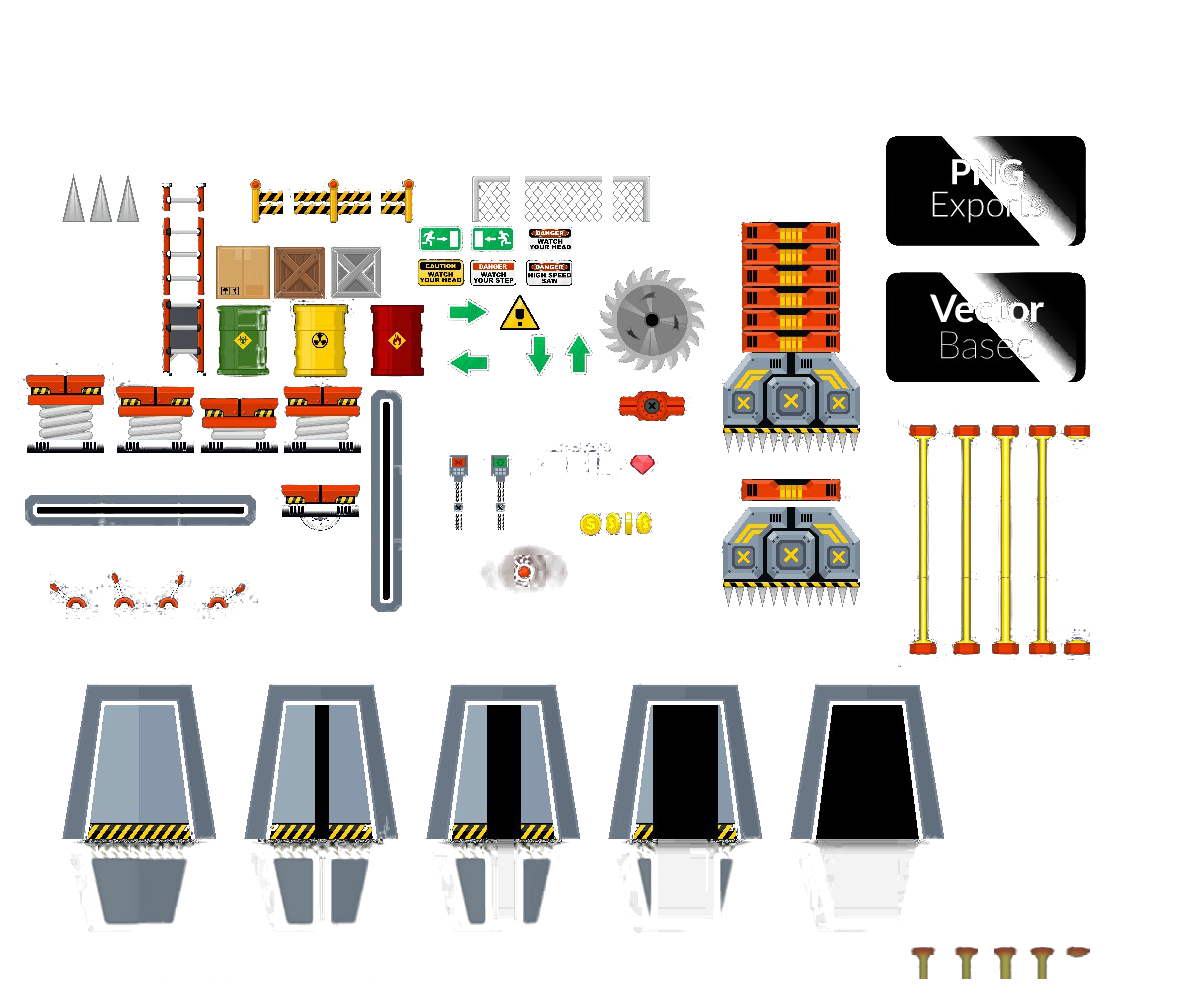 PNG
Exports
DANGER
WATCH
YOUR HEAD
CAUTION
WATCH
YOUR HEAD
DANGER
WATCH
YOUR STEP
DANGER
HIGH SPEED
SAW
Vector
Based